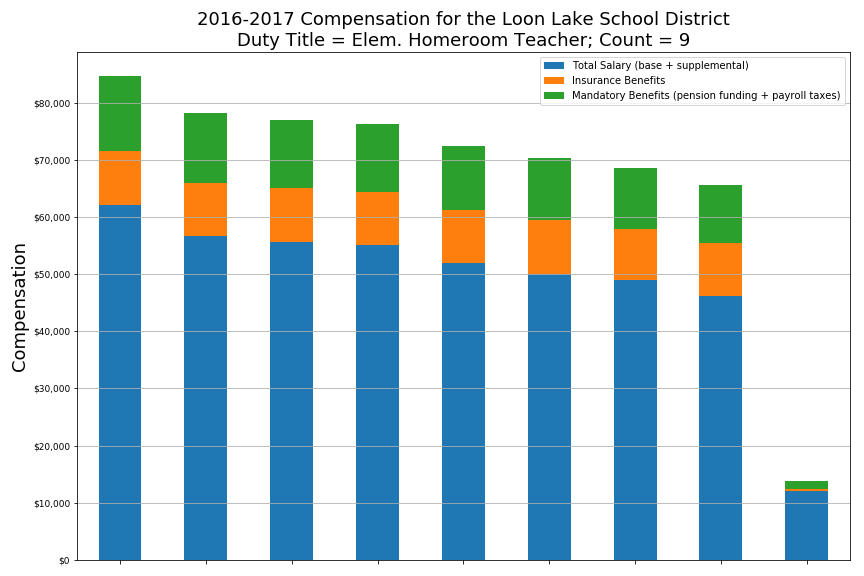 2016-2017 Compensation for the Loon Lake School District
Duty Title = Elem. Homeroom Teacher; Count = 9
Total Salary (base + supplemental)
Insurance Benefits
Mandatory Benefits (pension funding + payroll taxes)
Compensation
$80,000
$70,000
$60,000
$50,000
$40,000
$30,000
$20,000
$10,000
$0